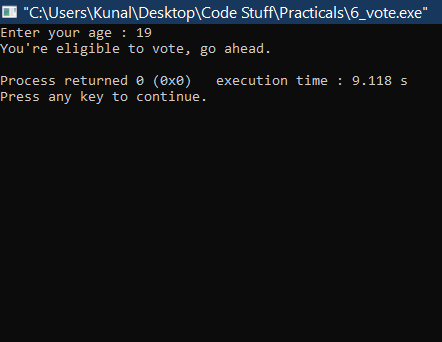 "C:\Users\Kunal\Desktop\Code Stuff\Practicals\6_vote.exe"
Enter your age : 19
You're eligible to vote, go ahead.
Process returned 0 (0x0)   execution time : 9.118 s
Press any key to continue.